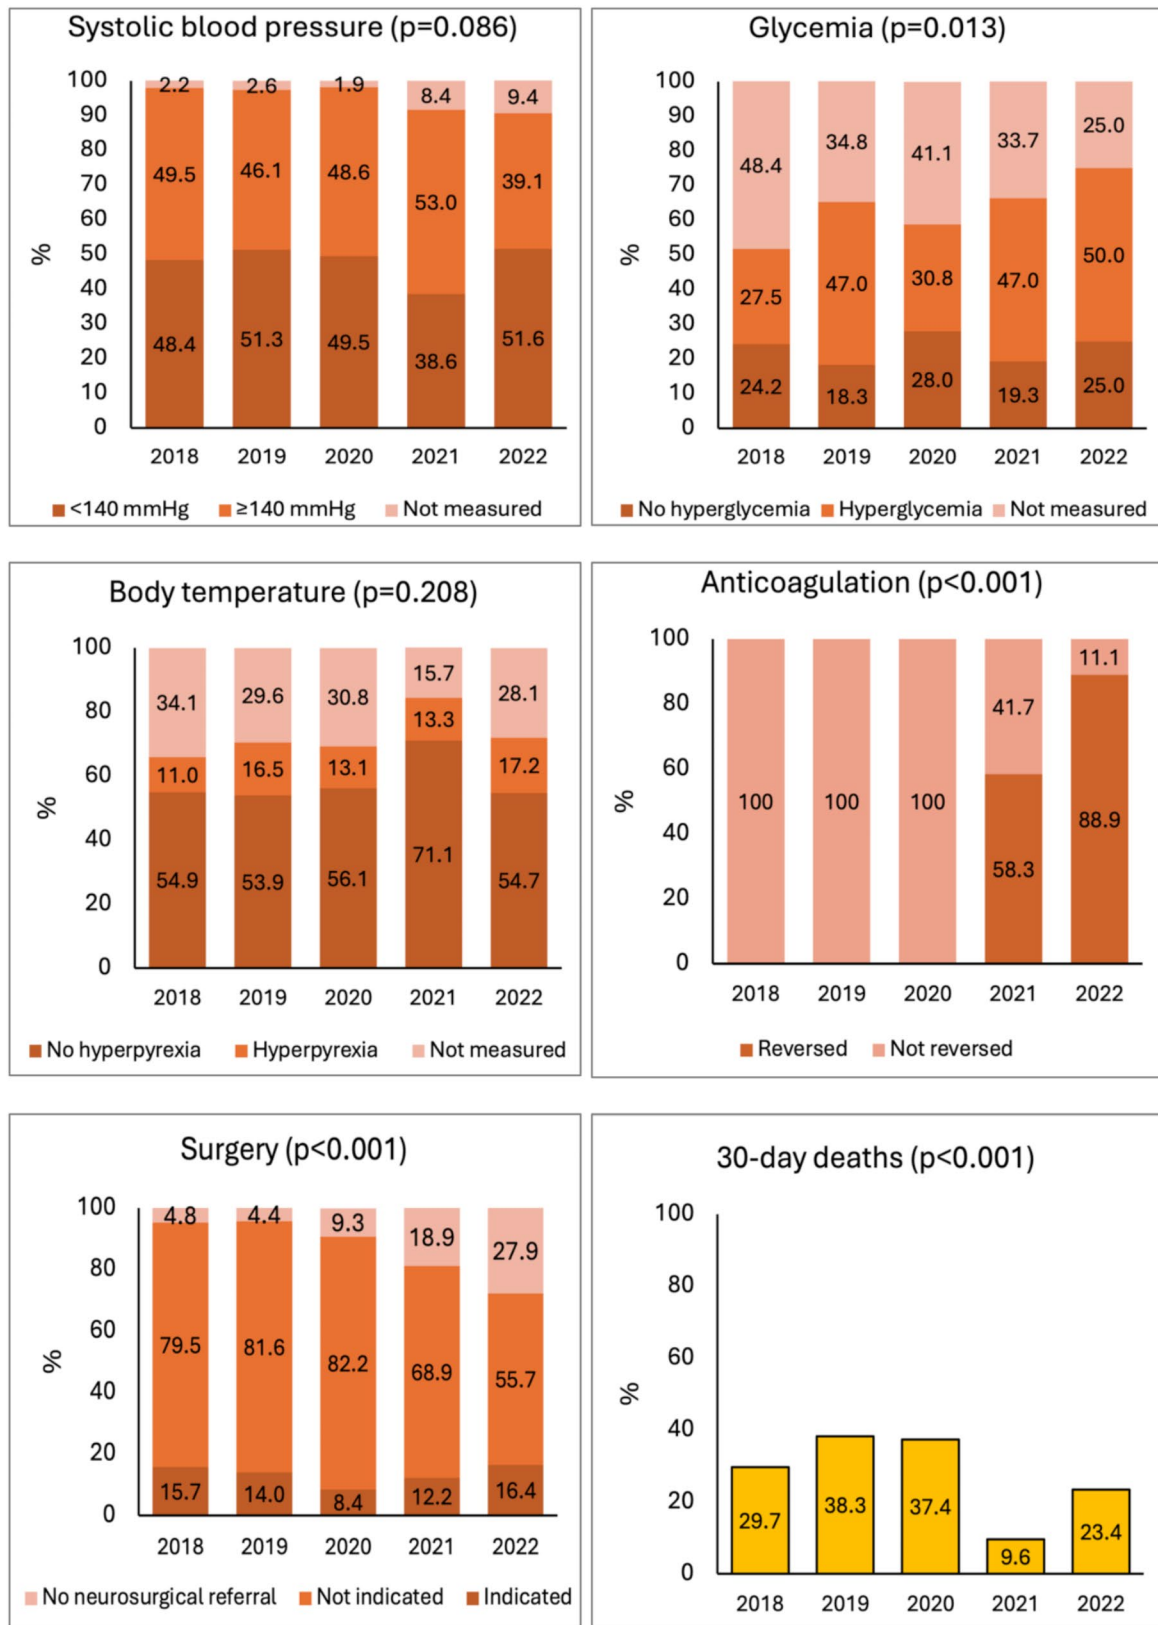 Systolic blood pressure (p=0.086)
100
90
80
70
60
50
40
30
20
10
0
%
2.2 2.6 1.9 8.4 9.4
49.5 46.1 48.6 53.0 39.1
48.4 51.3 49.5 38.6 51.6
2018 2019 2020 2021 2022
<140 mmHg ≥140 mmHg Not measured
Glycemia (p=0.013)
100
90
80
70
60
50
40
30
20
10
0
%
48.4 34.8 41.1 33.7 25.0
27.5 47.0 30.8 47.0 50.0
24.2 18.3 28.0 19.3 25.0
2018 2019 2020 2021 2022
No hyperglycemia Hyperglycemia Not measured
Body temperature (p=0.208)
100
80
60
40
20
0
%
34.1 29.6 30.8 15.7 28.1
11.0 16.5 13.1 13.3 17.2
54.9 53.9 56.1 71.1 54.7
2018 2019 2020 2021 2022
No hyperpyrexia Hyperpyrexia Not measured
Anticoagulation (p<0.001)
100
80
60
40
20
0
%
100 100 100 41.7 11.1
58.3 88.9
2018 2019 2020 2021 2022
Reversed Not reversed
Surgery (p<0.001)
100
80
60
40
20
0
%
4.8 4.4 9.3 18.9 27.9
79.5 81.6 82.2 68.9 55.7
15.7 14.0 8.4 12.2 16.4
2018 2019 2020 2021 2022
No neurosurgical referral Not indicated Indicated
30-day deaths (p<0.001)
100
80
60
40
20
0
%
29.7 38.3 37.4 9.6 23.4
2018 2019 2020 2021 2022